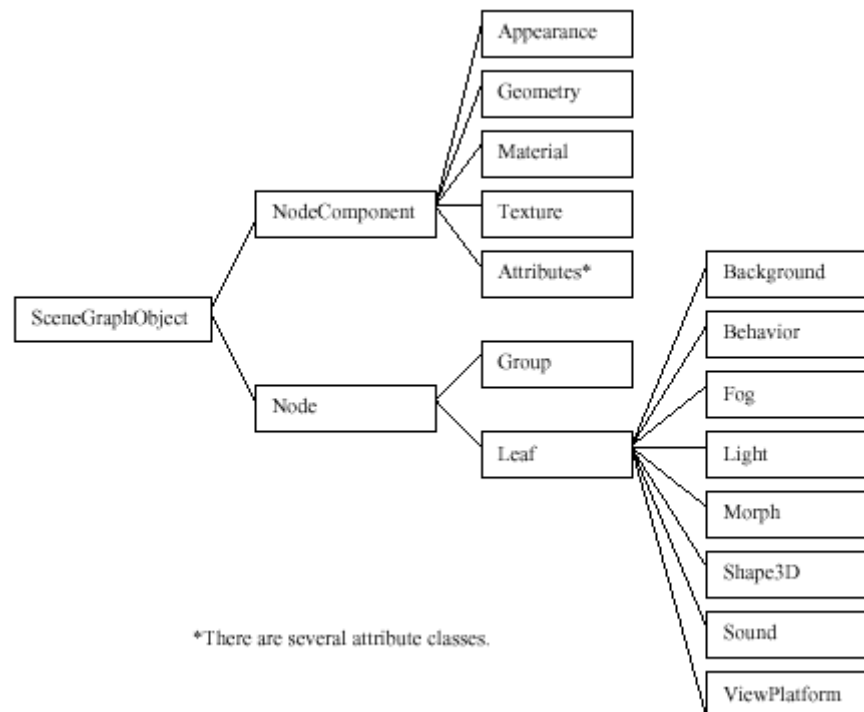 Appearance
Geometry
Material
NodeComponent
Texture
Attributes*
Background
SceneGraphObject
Behavior
Group
Fog
Node
Leaf
Light
Morph
Shape3D
*There are several attribute classes.
Sound
ViewPlatform